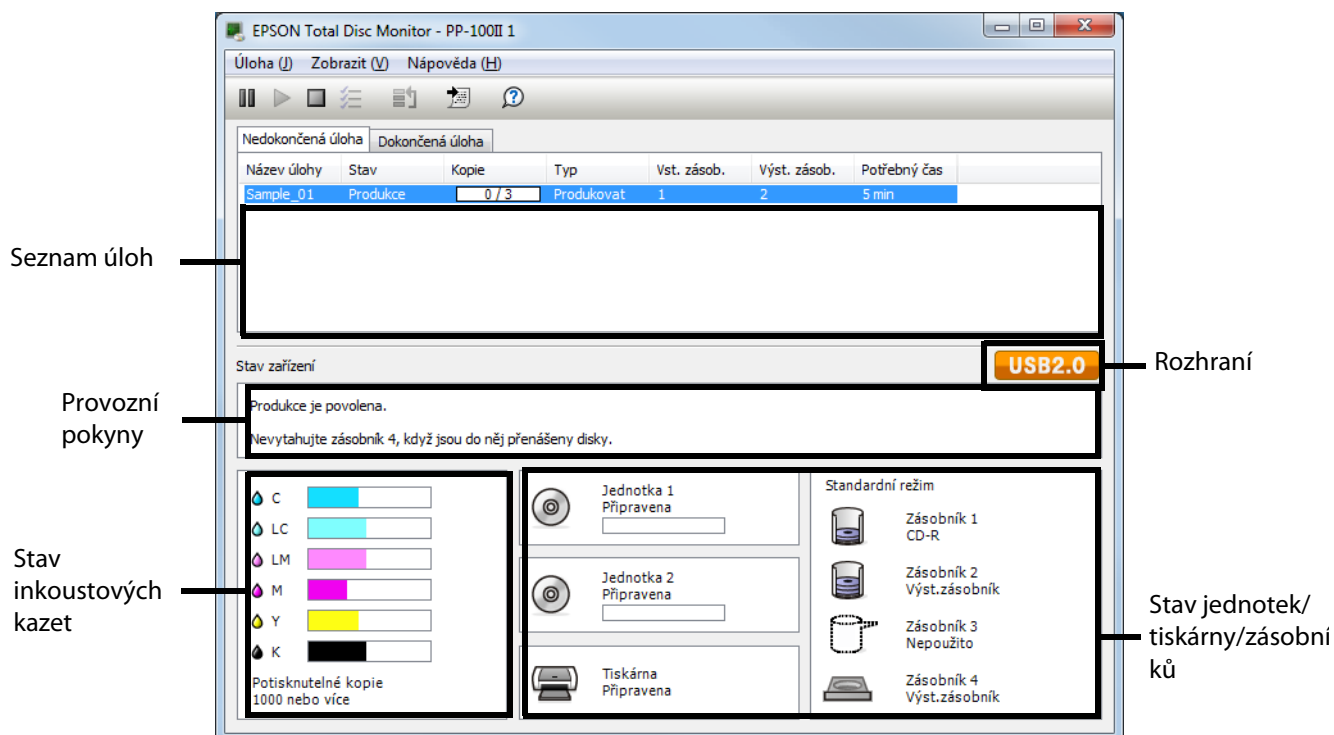 EPSON Total Disc Monitor - PP-100II 1
Úloha (J) Zobrazit (V) Nápověda (H)
Nedokončená úloha Dokončená úloha
Název úlohy Stav Kopie Typ Vst. zásob. Výst. zásob. Potřebný čas
Sample_01 Produkce 0 / 3 Produkovat 1 2 5 min
Seznam úloh
Stav zařízení
USB2.0
Rozhraní
Provozní
pokyny
Produkce je povolena.
Nevytahujte zásobník 4, když jsou do něj přenášeny disky.
Stav
inkoustových
kazet
C
LC
LM
M
Y
K
Potisknutelné kopie
1000 nebo více
Jednotka 1
Připravena
Jednotka 2
Připravena
Tiskárna
Připravena
Standardní režim
Zásobník 1
CD-R
Zásobník 2
Výst.zásobník
Zásobník 3
Nepoužito
Zásobník 4
Výst.zásobník
Stav jednotek/
tiskárny/zásobní
ků